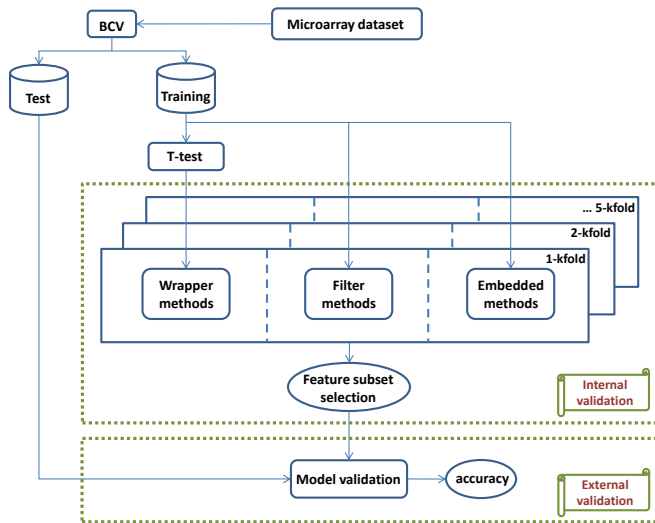 BCV
Microarray dataset
Test
Training
T-test
... 5-kfold
2-kfold
1-kfold
Wrapper
methods
Filter
methods
Embedded
methods
Feature subset
selection
Internal
validation
Model validation
accuracy
External
validation